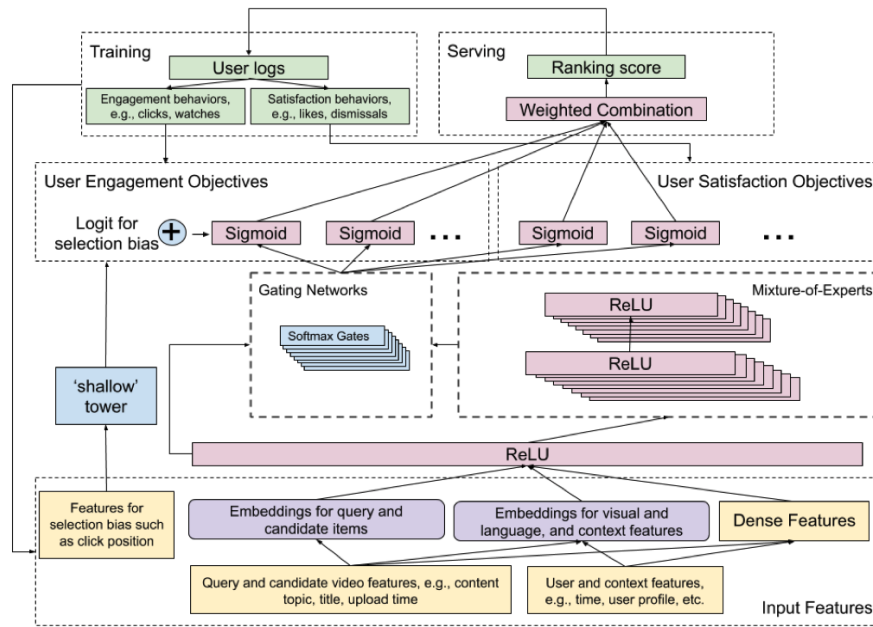 Training
User logs
Engagement behaviors,
e.g., clicks, watches
Satisfaction behaviors,
e.g., likes, dismissals
Serving
Ranking score
Weighted Combination
User Engagement Objectives
Logit for
selection bias
+
Sigmoid
Sigmoid
...
User Satisfaction Objectives
Sigmoid
Sigmoid
...
Gating Networks
Softmax Gates
Mixture-of-Experts
ReLU
ReLU
'shallow'
tower
ReLU
Features for
selection bias such
as click position
Embeddings for query and
candidate items
Embeddings for visual and
language, and context features
Dense Features
Query and candidate video features, e.g., content
topic, title, upload time
User and context features,
e.g., time, user profile, etc.
Input Features